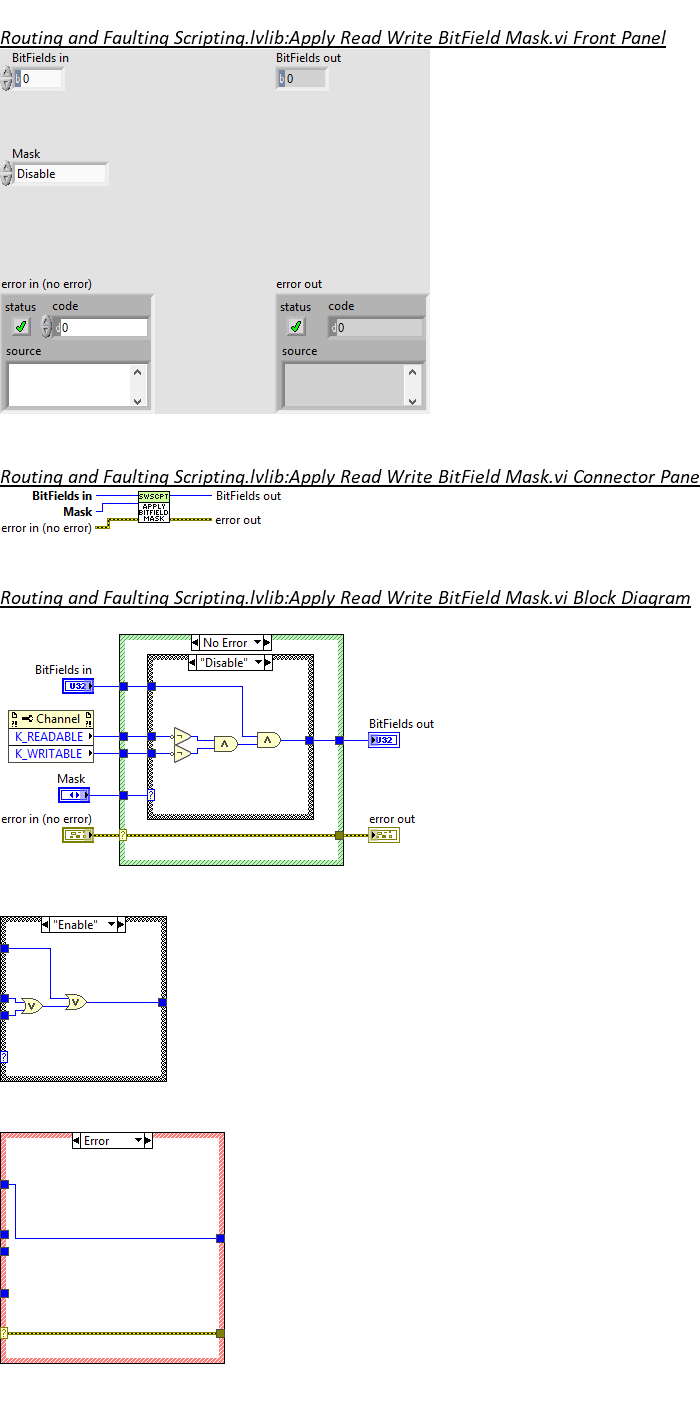 Routing and Faulting Scripting.lvlib:Apply Read Write BitField Mask.vi Front Panel
BitFields in
BitFields out
b 0
b 0
Mask
Disable
error in (no error)
error out
status code
status code
d 0
d 0
source
source
Routing and Faulting Scripting.lvlib:Apply Read Write BitField Mask.vi Connector Pane
BitFields in
Mask
error in (no error)
SWSCPT
APPLY
BITFIELD
MASK
BitFields out
error out
Routing and Faulting Scripting.lvlib:Apply Read Write BitField Mask.vi Block Diagram
No Error
"Disable"
BitFields in
U32
Channel
K_READABLE
K_WRITABLE
Mask
?
error in (no error)
?
BitFields out
U32
error out
"Enable"
?
Error
?